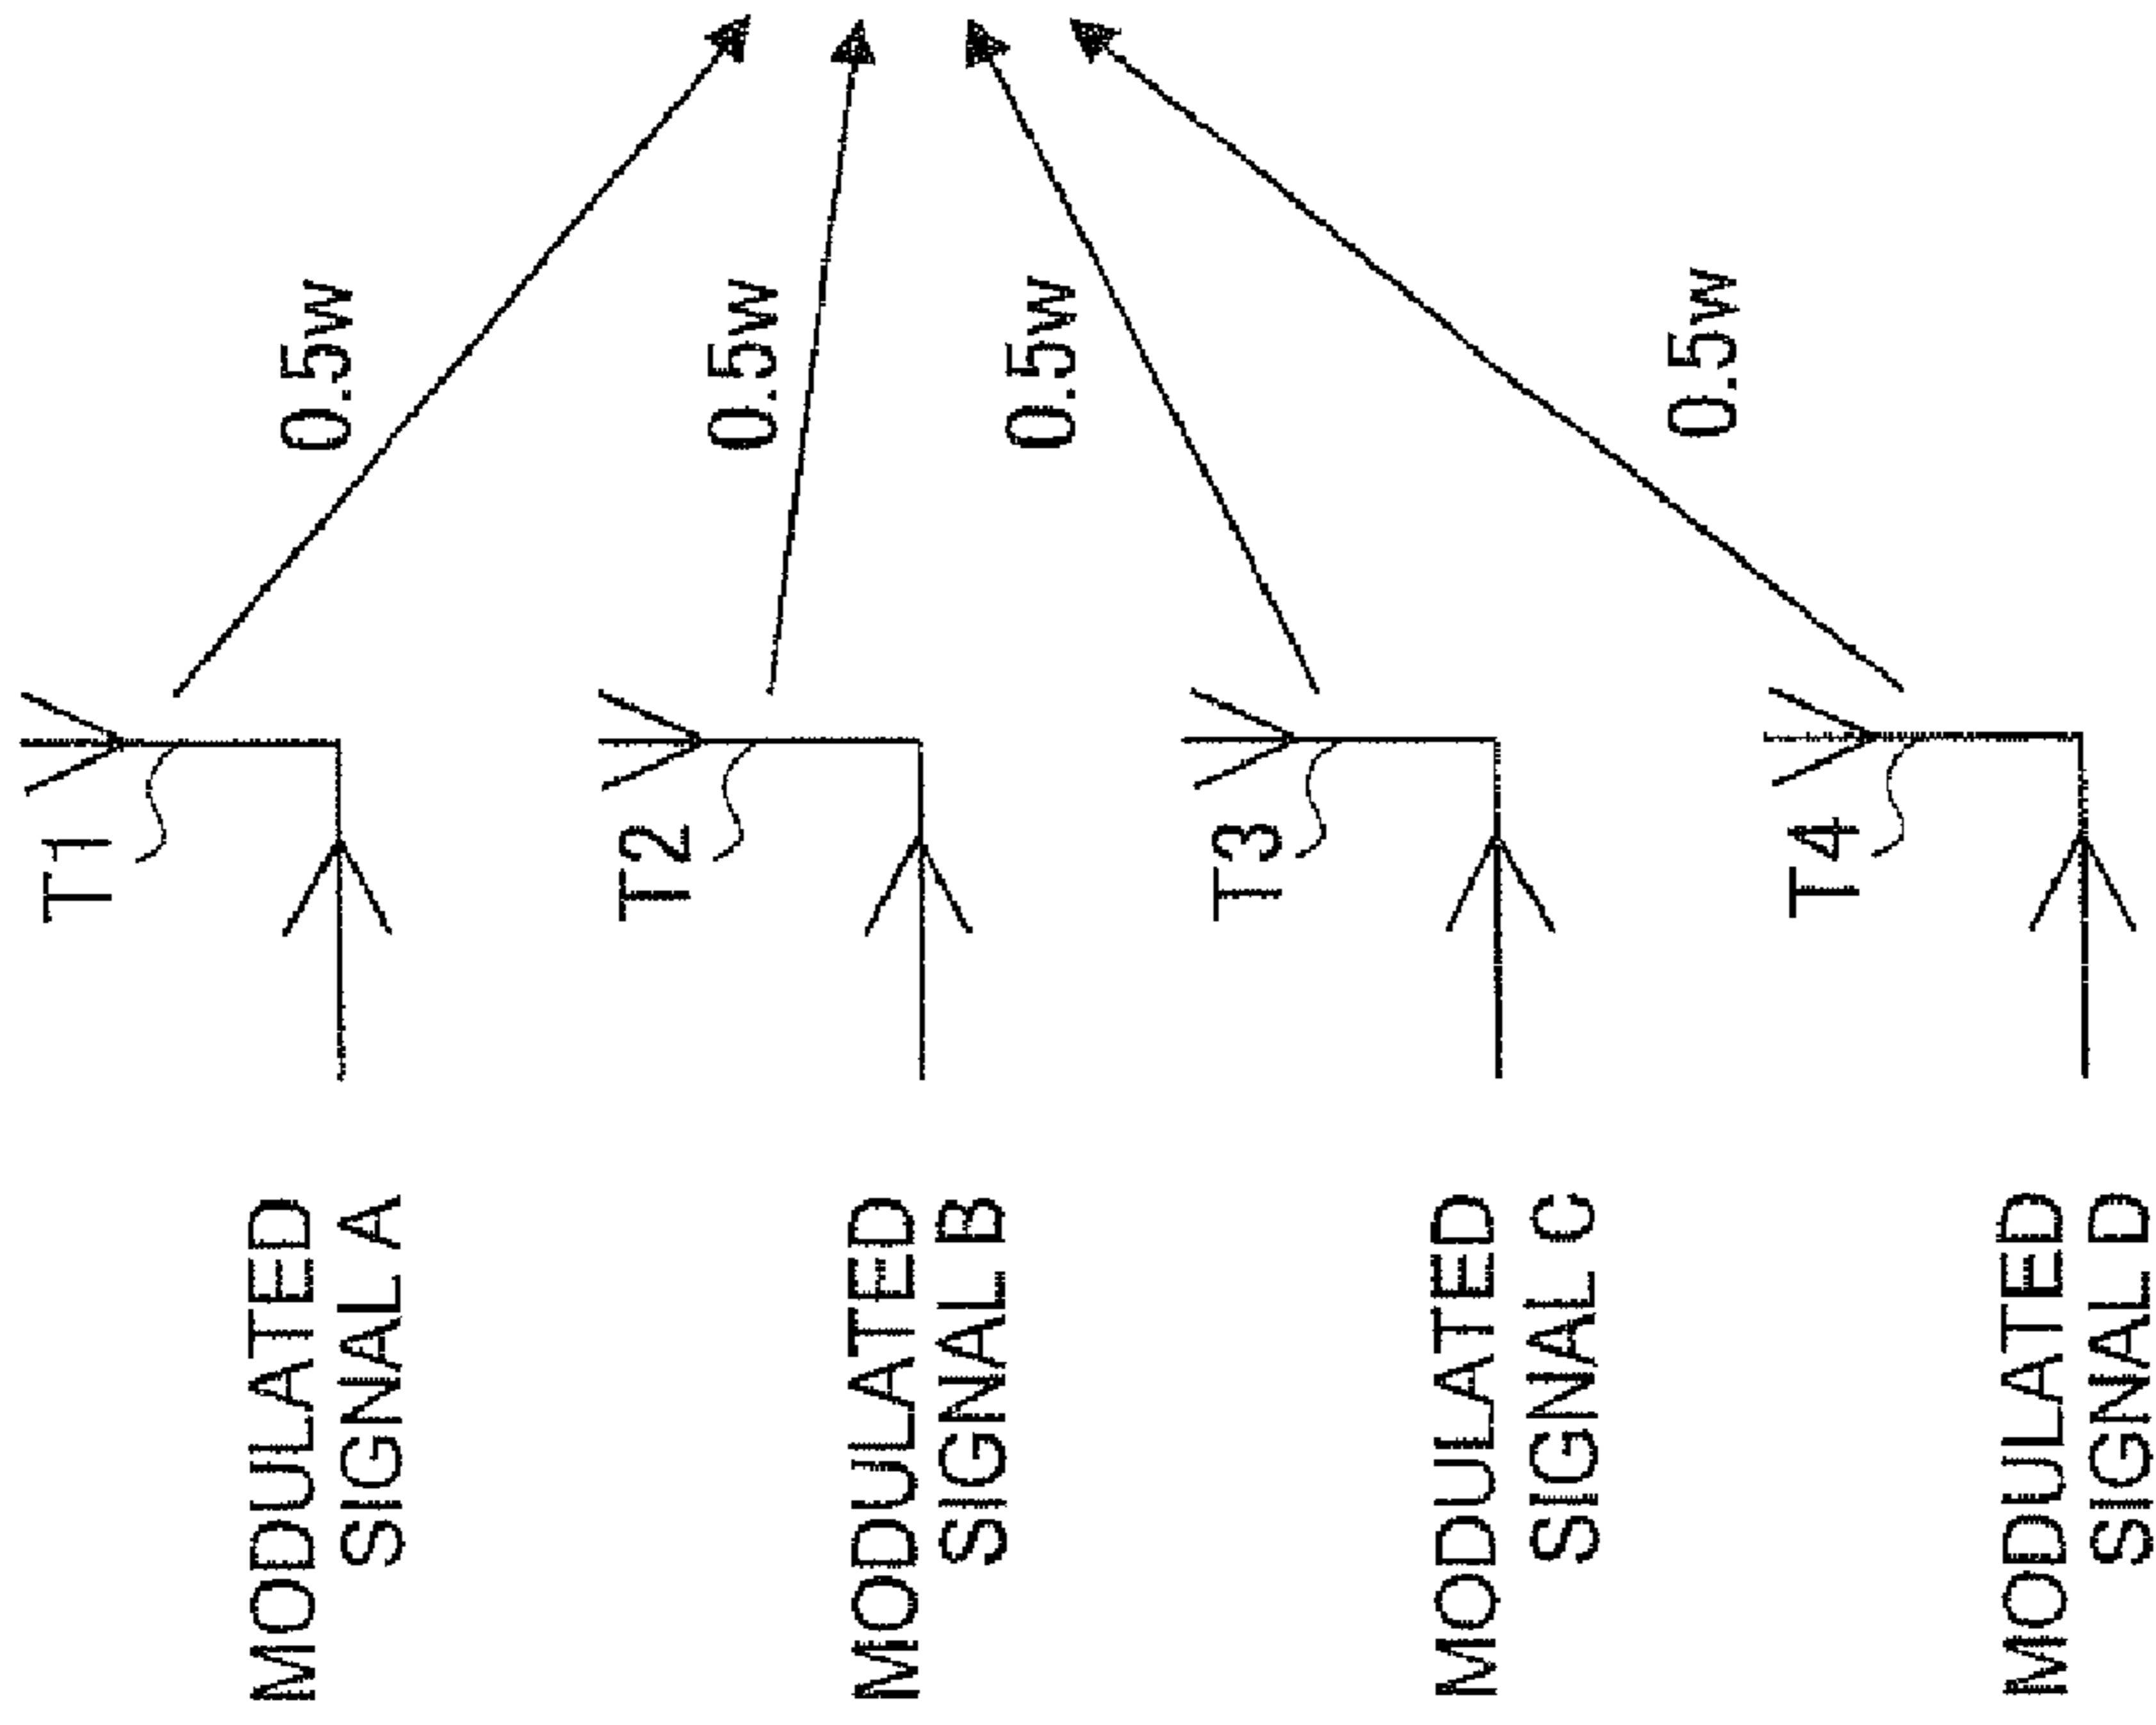 MODULATED
SIGNAL A
T1
0.5w
MODULATED
SIGNAL B
T2
0.5w
MODULATED
SIGNAL C
T3
0.5w
MODULATED
SIGNAL D
T4
0.5w